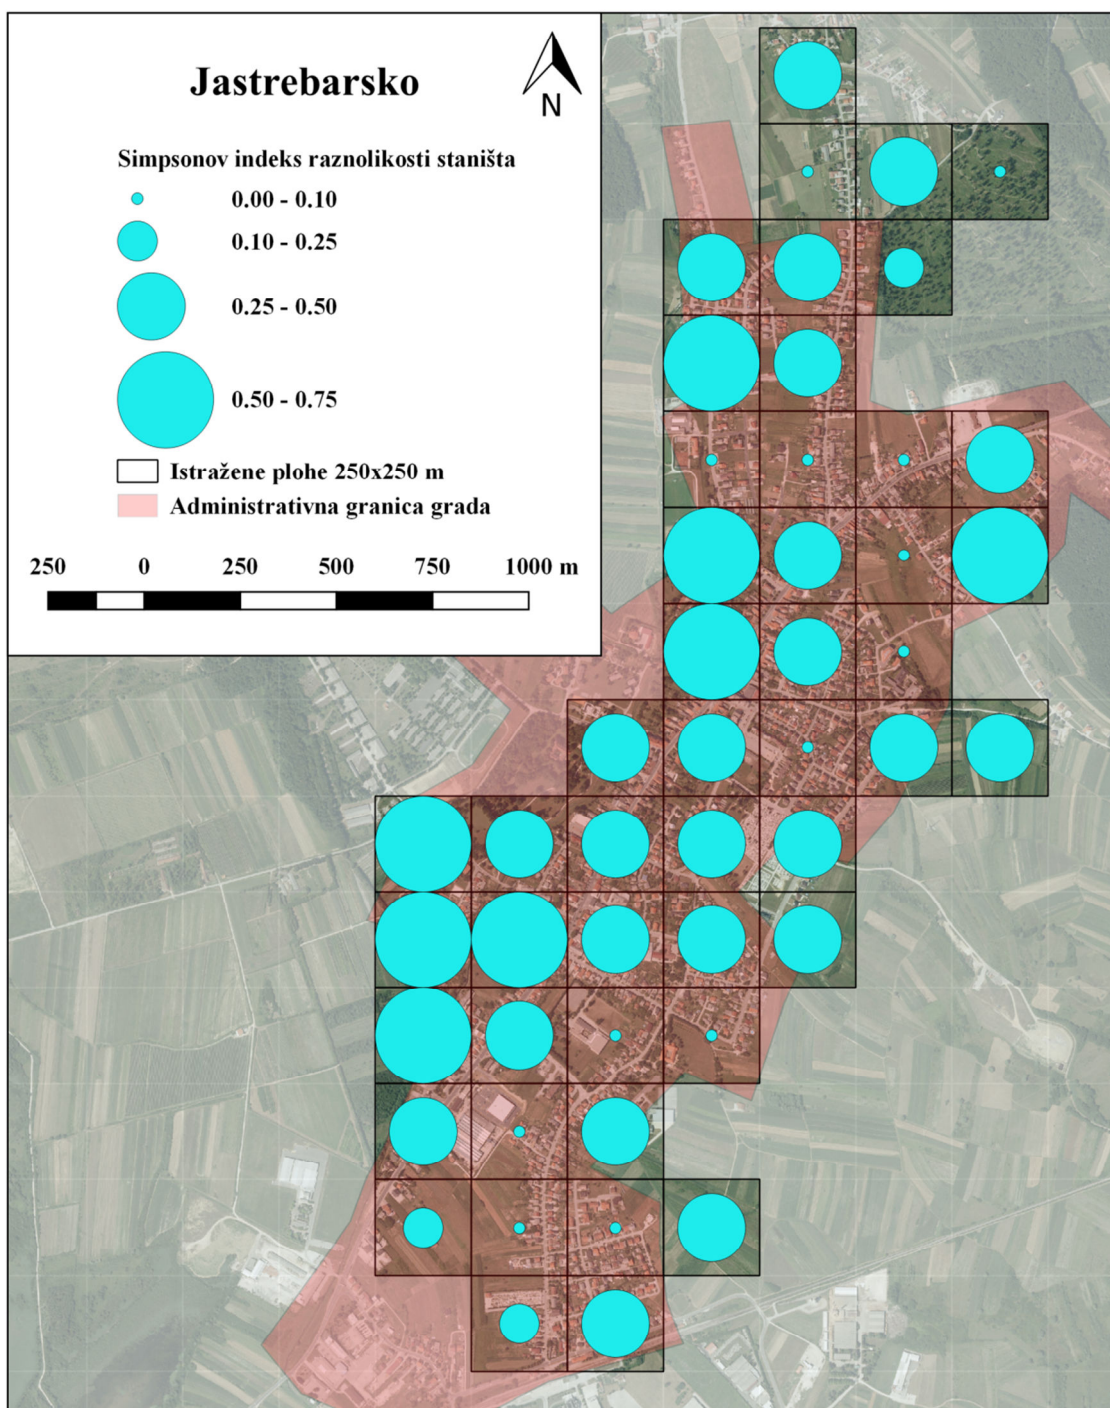 Jastrebarsko
N
Simpsonov indeks raznolikosti staništa
0.00 - 0.10
0.10 - 0.25
0.25 - 0.50
0.50 - 0.75
Istražene plohe 250x250 m
Administrativna granica grada
250 0 250 500 750 1000 m